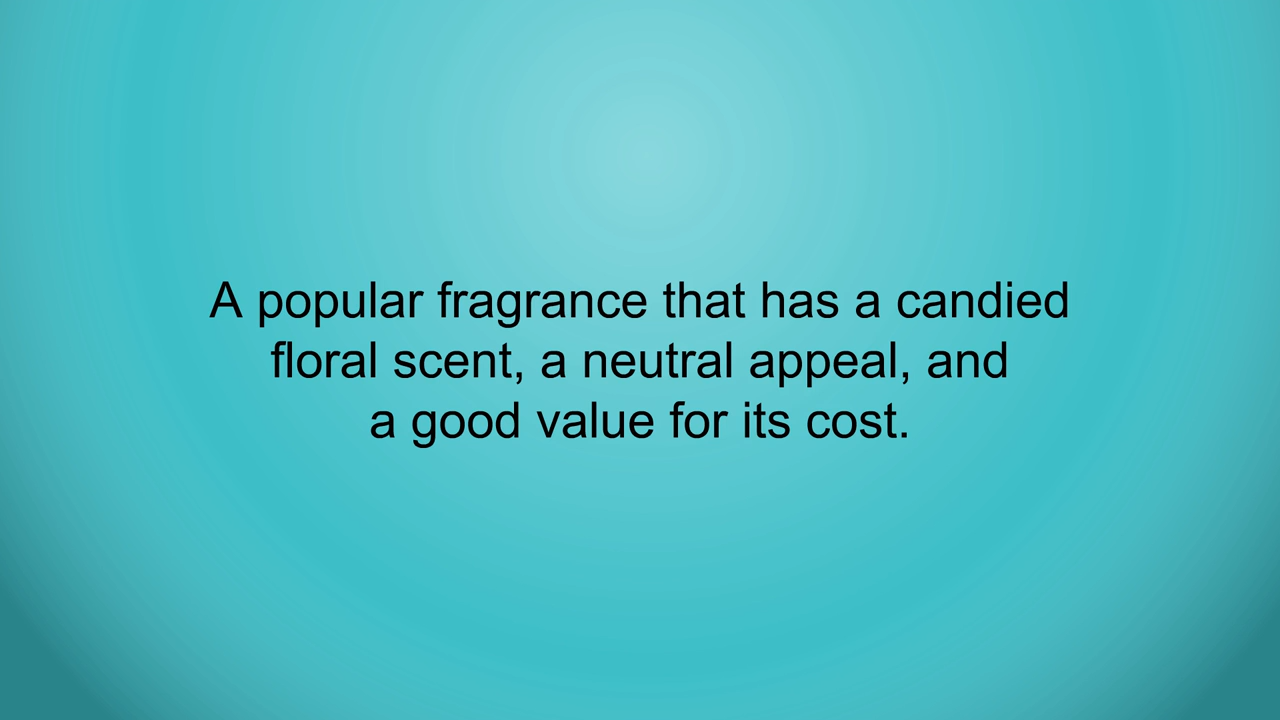 A popular fragrance that has a candied
floral scent, a neutral appeal, and
a good value for its cost.